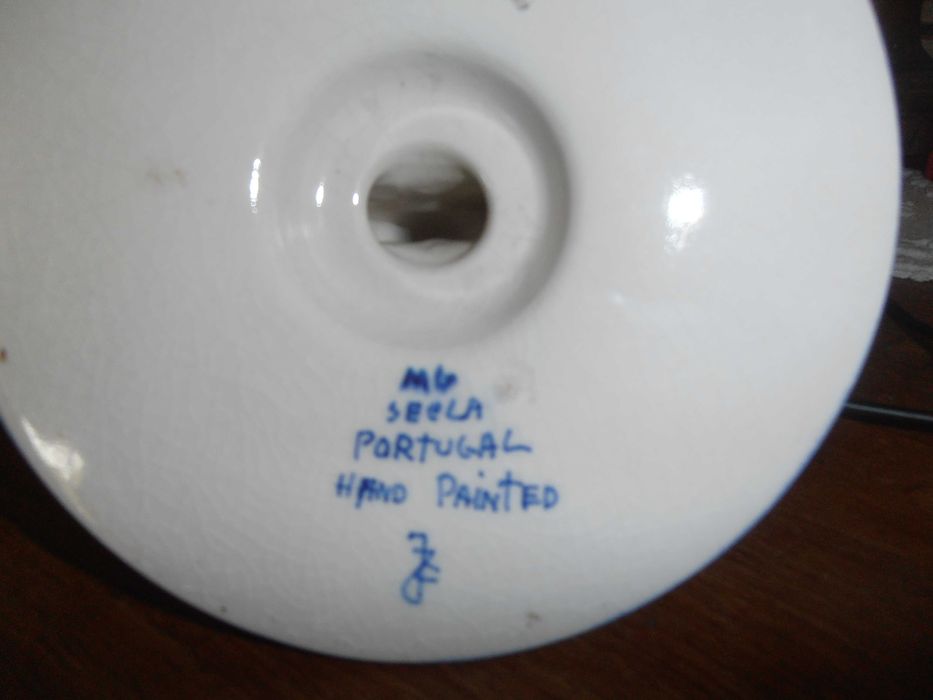 MG
SECLA
PORTUGAL
HAND PAINTED